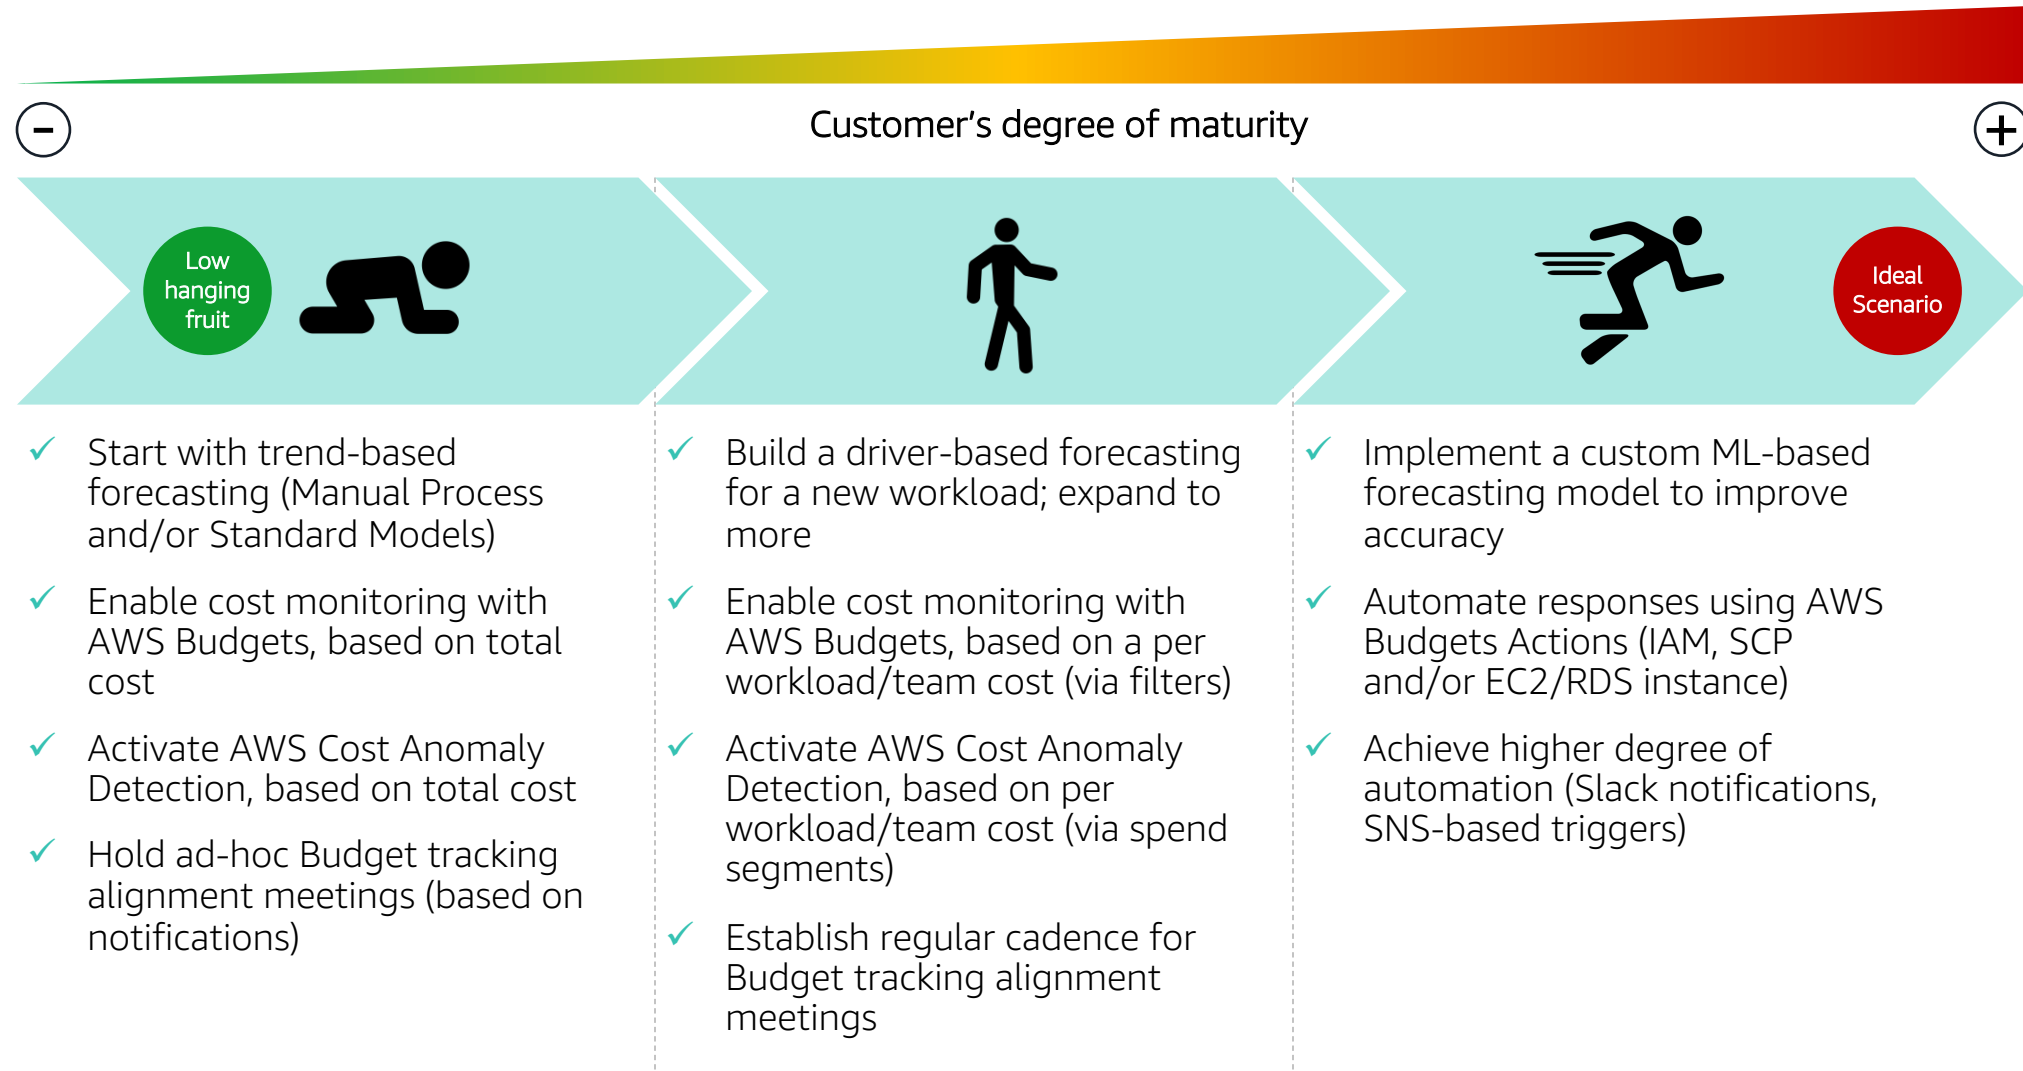 Customer's degree of maturity
Low
hanging
fruit
Ideal
Scenario
Start with trend-based
forecasting (Manual Process
and/or Standard Models)
Enable cost monitoring with
AWS Budgets, based on total
cost
Activate AWS Cost Anomaly
Detection, based on total cost
Hold ad-hoc Budget tracking
alignment meetings (based on
notifications)
Build a driver-based forecasting
for a new workload; expand to
more
Enable cost monitoring with
AWS Budgets, based on a per
workload/team cost (via filters)
Activate AWS Cost Anomaly
Detection, based on per
workload/team cost (via spend
segments)
Establish regular cadence for
Budget tracking alignment
meetings
Implement a custom ML-based
forecasting model to improve
accuracy
Automate responses using AWS
Budgets Actions (IAM, SCP
and/or EC2/RDS instance)
Achieve higher degree of
automation (Slack notifications,
SNS-based triggers)